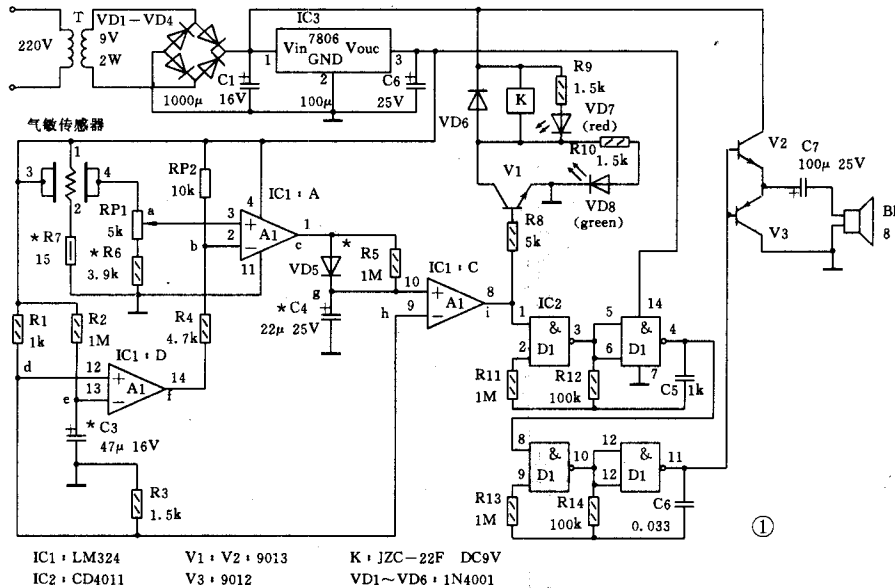 T
VD1－VD4
220V
9V
2W
IC3
7806
Vin
Vouc
GND
1
3
2
C1
1000μ
16V
100μ
C6
25V
R9
1.5k
K
VD6
VD7
(red)
R10
1.5k
V1
VD8
(green)
R8
5k
V2
C7
100μ 25V
V3
8
气敏传感器
1
3
4
2
RP2
10k
IC1：A
RP1
5k
a
*R7
15
*R6
3.9k
4
3
2
A1
1
c
11
b
*
VD5
R5
1M
g
*C4
22μ 25V
IC1：C
10
9
A1
8
h
i
R1
1k
R2
1M
R4
4.7k
IC1：D
d
12
13
A1
14
f
e
*C3
47μ 16V
R3
1.5k
IC2
1
2
&
D1
3
5
6
&
D1
14
4
7
R11
1M
R12
100k
C5
1k
8
9
&
D1
10
12
12
&
D1
11
R13
1M
R14
100k
C6
0.033
①
IC1：LM324 V1：V2：9013 K：JZC－22F DC9V
IC2：CD4011 V3：9012 VD1~VD6：1N4001